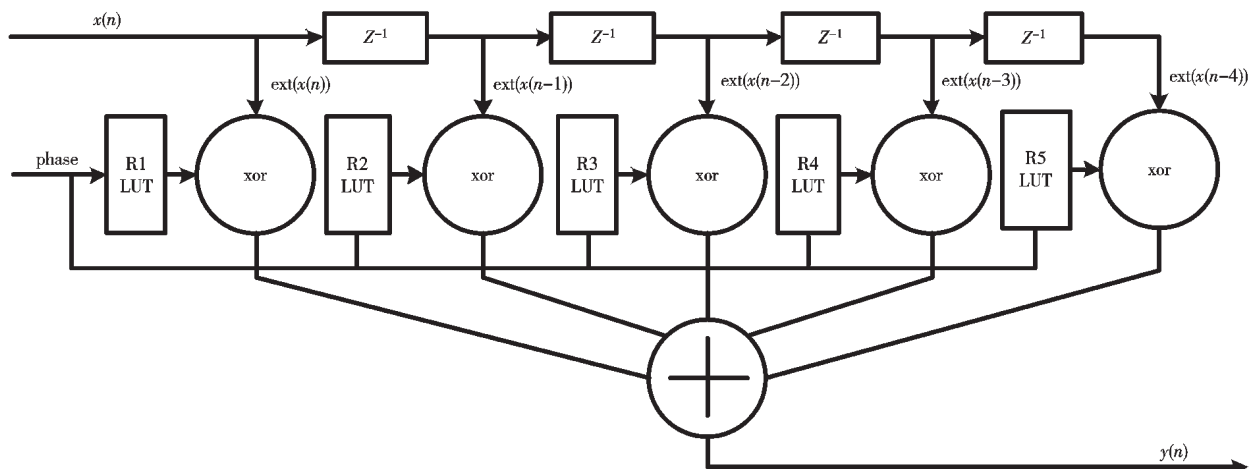 x(n)
Z⁻¹
Z⁻¹
Z⁻¹
Z⁻¹
ext(x(n))
ext(x(n−1))
ext(x(n−2))
ext(x(n−3))
ext(x(n−4))
phase
R1
LUT
xor
R2
LUT
xor
R3
LUT
xor
R4
LUT
xor
R5
LUT
xor
y(n)